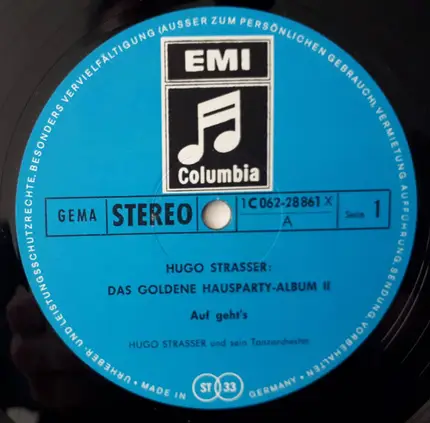 EMI
Columbia
GEMA STEREO 1C 062-28 861 X
A
Seite 1
HUGO STRASSER:
DAS GOLDENE HAUSPARTY-ALBUM II
Auf geht's
HUGO STRASSER und sein Tanzorchester
URHEBER- UND LEISTUNGSSCHUTZRECHTE, BESONDERS VERVIELFÄLTIGUNG (AUSSER ZUM PERSÖNLICHEN GEBRAUCH), VERMIETUNG, AUFFÜHRUNG, SENDUNG, VORBEHALTEN
MADE IN GERMANY
ST 33